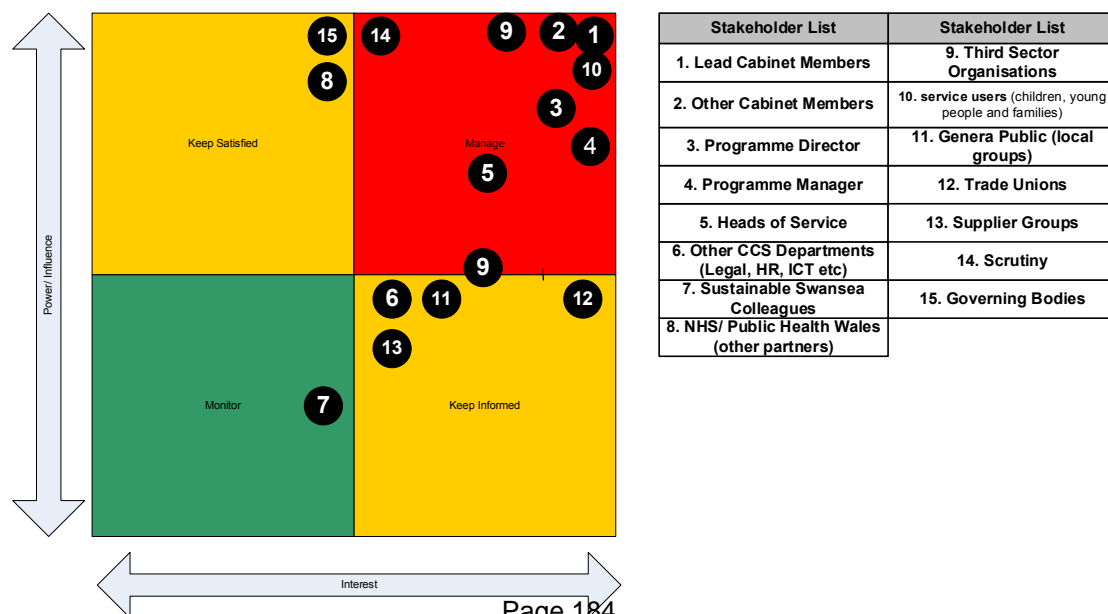 15
14
9
2
1
8
10
3
Keep Satisfied
Manage
4
5
Power/ Influence
9
6
11
12
13
Monitor
7
Keep Informed
Interest
Page 184
Stakeholder List
Stakeholder List
1. Lead Cabinet Members
9. Third Sector
Organisations
2. Other Cabinet Members
10. service users (children, young
people and families)
3. Programme Director
11. Genera Public (local
groups)
4. Programme Manager
12. Trade Unions
5. Heads of Service
13. Supplier Groups
6. Other CCS Departments
(Legal, HR, ICT etc)
14. Scrutiny
7. Sustainable Swansea
Colleagues
15. Governing Bodies
8. NHS/ Public Health Wales
(other partners)